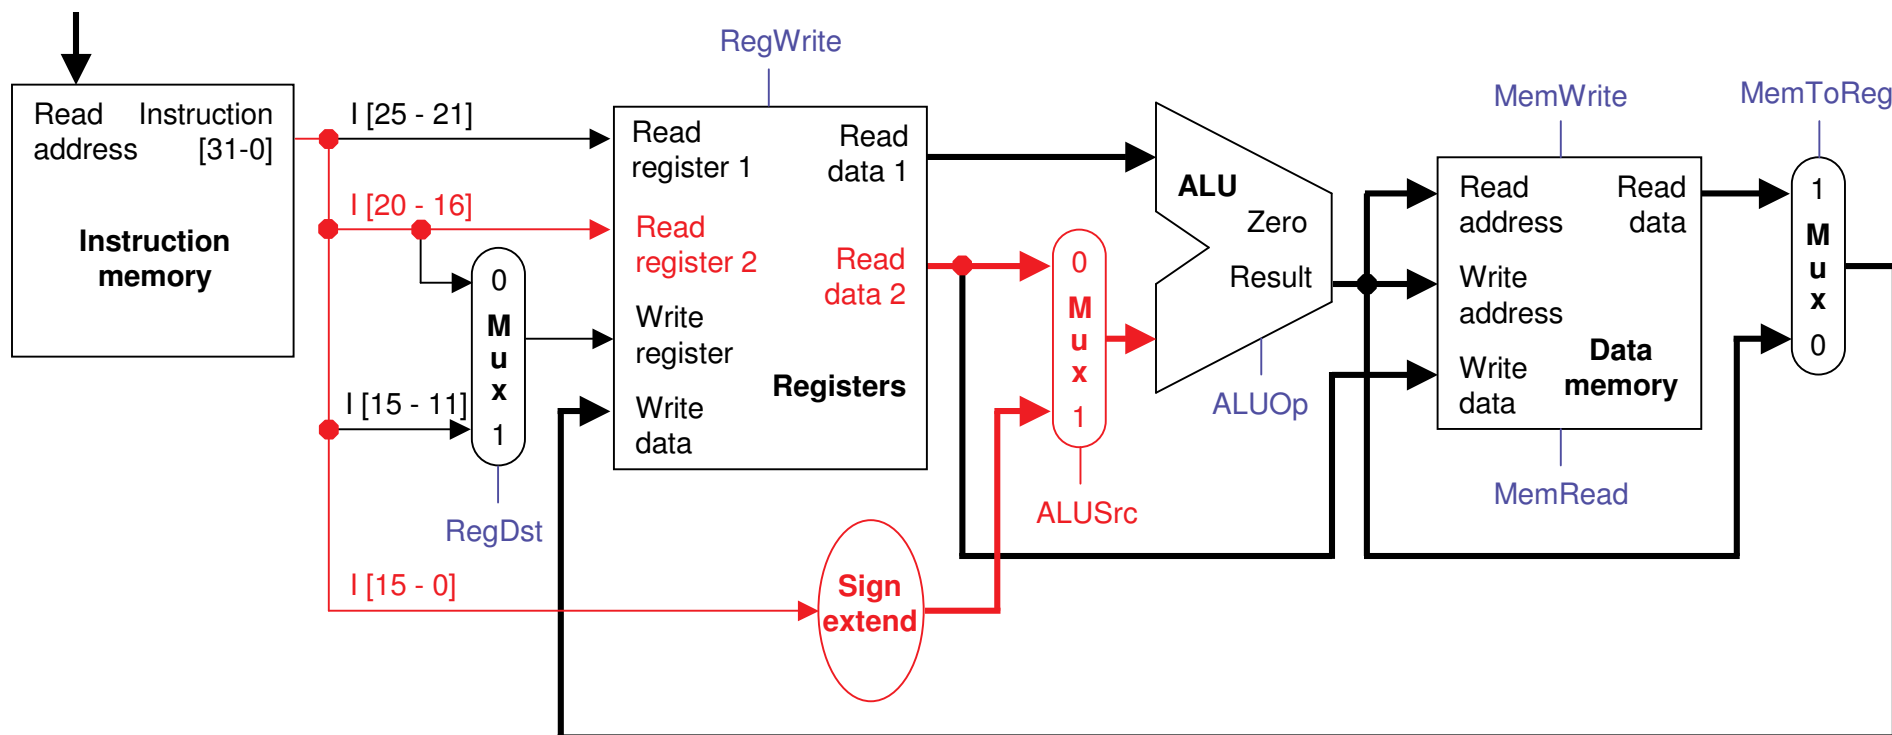 RegWrite
MemWrite
MemToReg
Read address
Instruction [31-0]
Instruction memory
I [25 - 21]
I [20 - 16]
I [15 - 11]
I [15 - 0]
0
M
u
x
1
RegDst
Read register 1
Read register 2
Write register
Write data
Read data 1
Read data 2
Registers
Sign extend
0
M
u
x
1
ALUSrc
ALU
Zero
Result
ALUOp
Read address
Write address
Write data
Read data
Data memory
MemRead
1
M
u
x
0